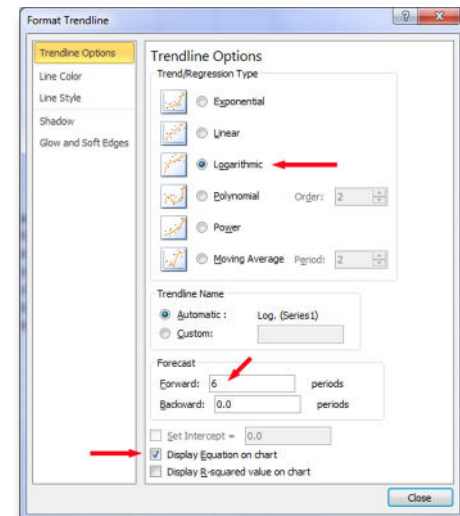 Format Trendline
Trendline Options
Line Color
Line Style
Shadow
Glow and Soft Edges
Trendline Options
Trend/Regression Type
Exponential
Linear
Logarithmic
Polynomial Order: 2
Power
Moving Average Period: 2
Trendline Name
Automatic : Log. (Series1)
Custom:
Forecast
Forward: 6 periods
Backward: 0.0 periods
Set Intercept = 0.0
Display Equation on chart
Display R-squared value on chart
Close